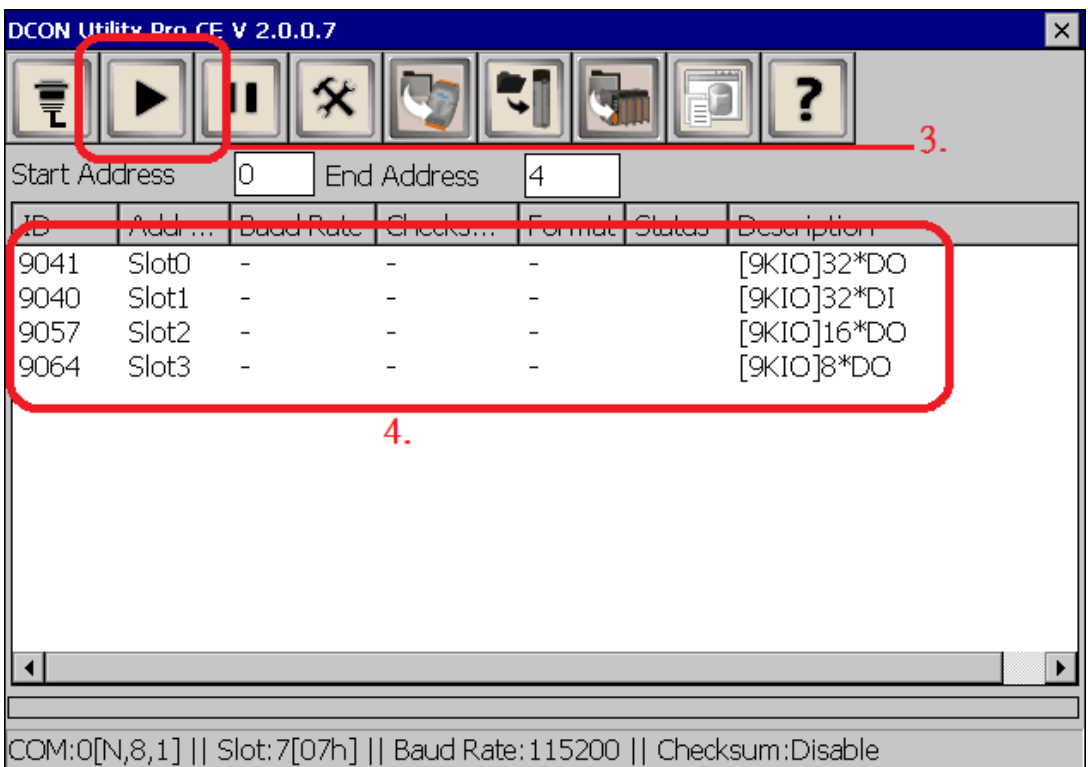 DCON Utility Pro CE V 2.0.0.7
3.
Start Address 0 End Address 4
ID Addr... Baud Rate Checks... Format Status Description
9041 Slot0 - - - [9KIO]32*DO
9040 Slot1 - - - [9KIO]32*DI
9057 Slot2 - - - [9KIO]16*DO
9064 Slot3 - - - [9KIO]8*DO
4.
COM:0[N,8,1] || Slot:7[07h] || Baud Rate:115200 || Checksum:Disable